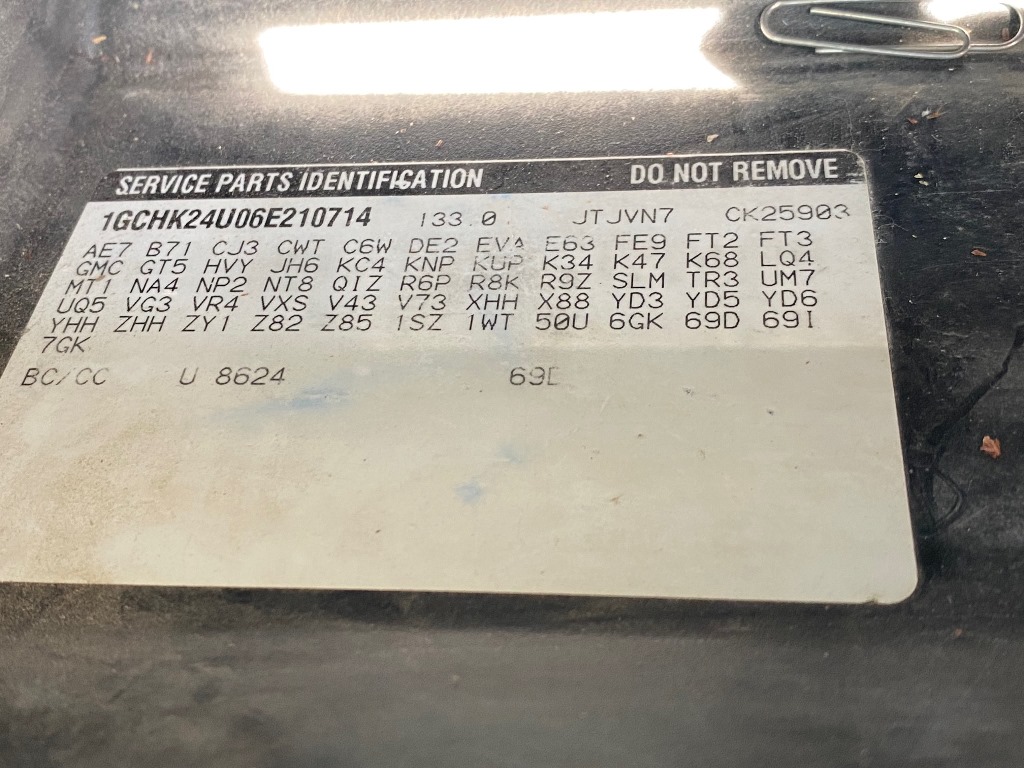 SERVICE PARTS IDENTIFICATION DO NOT REMOVE
1GCHK24U06E210714 133.0 JTJVN7 CK25903
AE7 B71 CJ3 CWT C6W DE2 EVA E63 FE9 FT2 FT3
GMC GT5 HVY JH6 KC4 KNP KUP K34 K47 K68 LQ4
MT1 NA4 NP2 NT8 QIZ R6P R8K R9Z SLM TR3 UM7
UQ5 VG3 VR4 VXS V43 V73 XHH X88 YD3 YD5 YD6
YHH ZHH ZY1 Z82 Z85 1SZ 1WT 50U 6GK 69D 69I
7GK
BC/CC U 8624